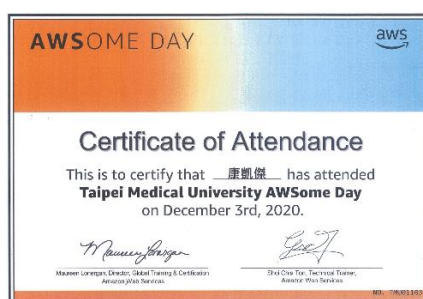 AWSOME DAY
aws
Certificate of Attendance
This is to certify that 康凱傑 has attended
Taipei Medical University AWSome Day
on December 3rd, 2020.
Maureen Lonergan, Director, Global Training & Certification
Amazon Web Services
Shoi Chia Ton, Technical Trainer,
Amazon Web Services